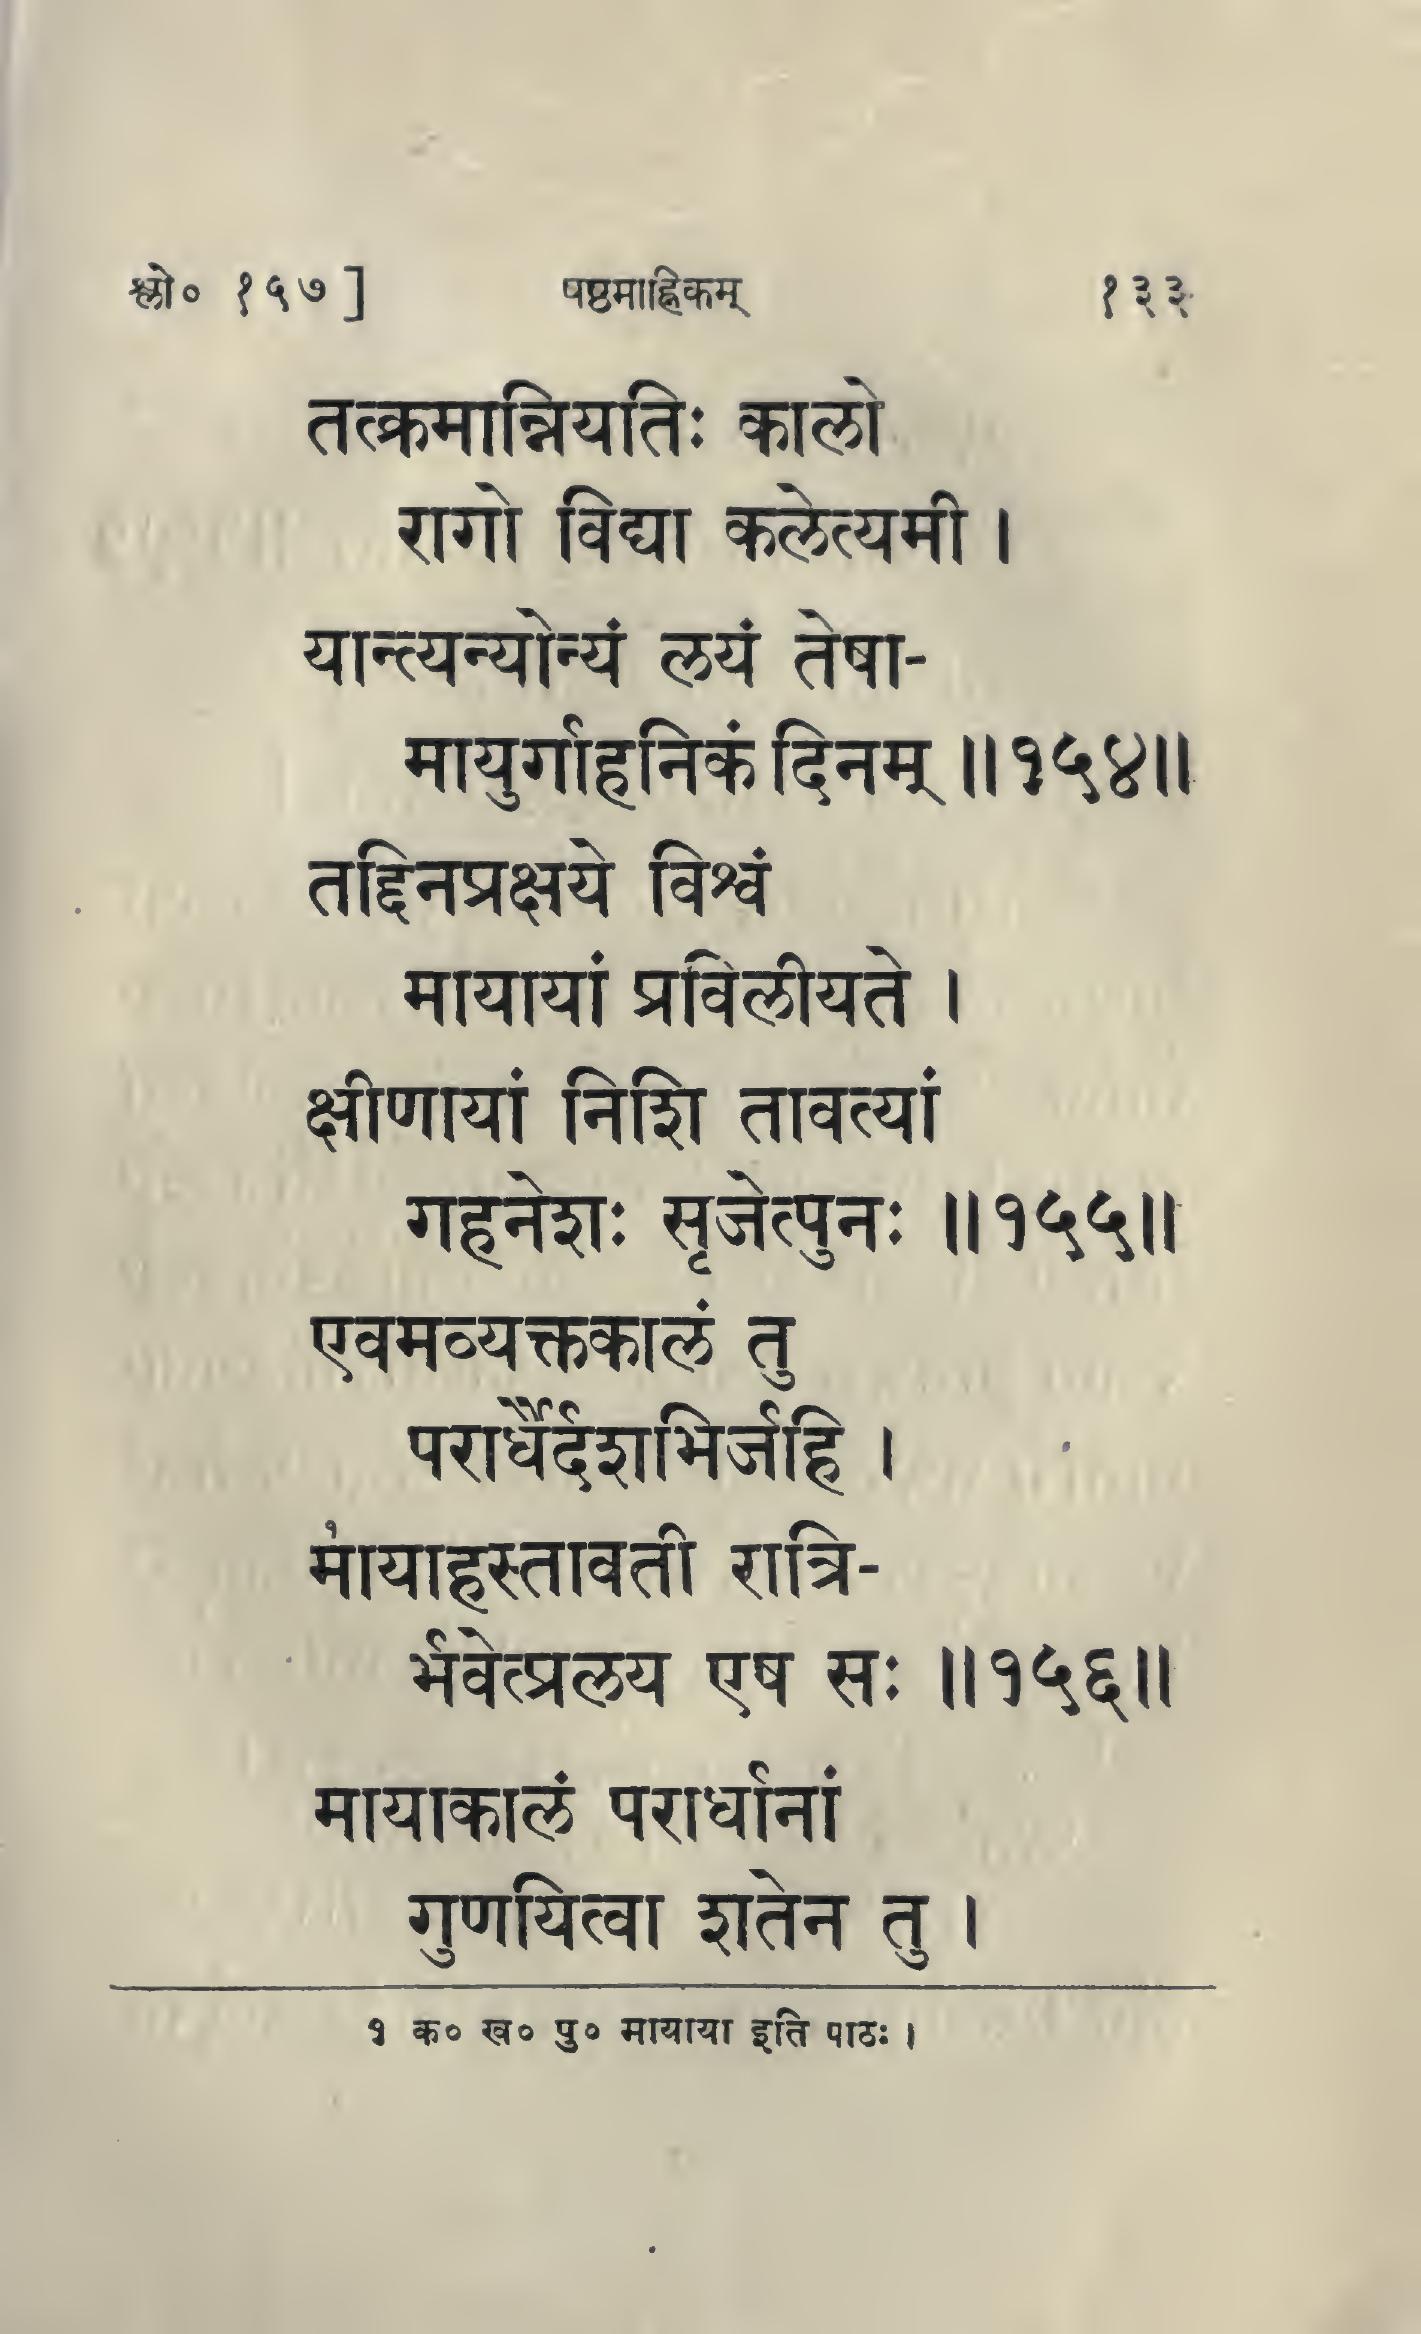 श्लो० १५७]
षष्ठमाह्निकम्
१३३
तत्क्रमान्नियतिः कालो
रागो विद्या कलेत्यमी ।
यान्त्यन्योन्यं लयं तेषा-
मायुर्गाहनिकं दिनम् ॥१५४॥
तद्दिनप्रक्षये विश्वं
मायायां प्रविलीयते ।
क्षीणायां निशि तावत्यां
गहनेशः सृजेत्पुनः ॥१५५॥
एवमव्यक्तकालं तु
परार्धैर्दशभिर्जहि ।
मा१याहस्तावती रात्रि-
र्भवेत्प्रलय एष सः ॥१५६॥
मायाकालं परार्धानां
गुणयित्वा शतेन तु ।
१ क० ख० पु० मायाया इति पाठः ।